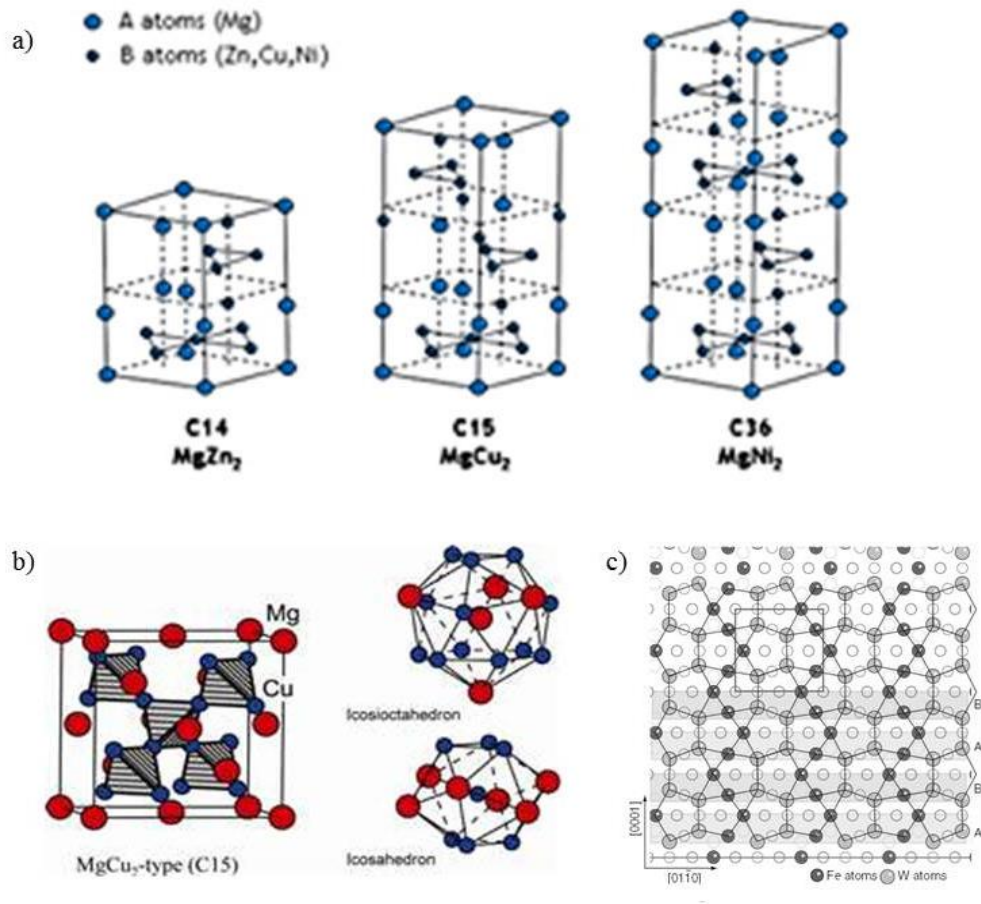 a)
A atoms (Mg)
B atoms (Zn,Cu,Ni)
C14
MgZn₂
C15
MgCu₂
C36
MgNi₂
b)
Mg
Cu
MgCu₂-type (C15)
Icosioctahedron
Icosahedron
c)
B
A
B
A
[0001]
[01Ī0]
Fe atoms
W atoms